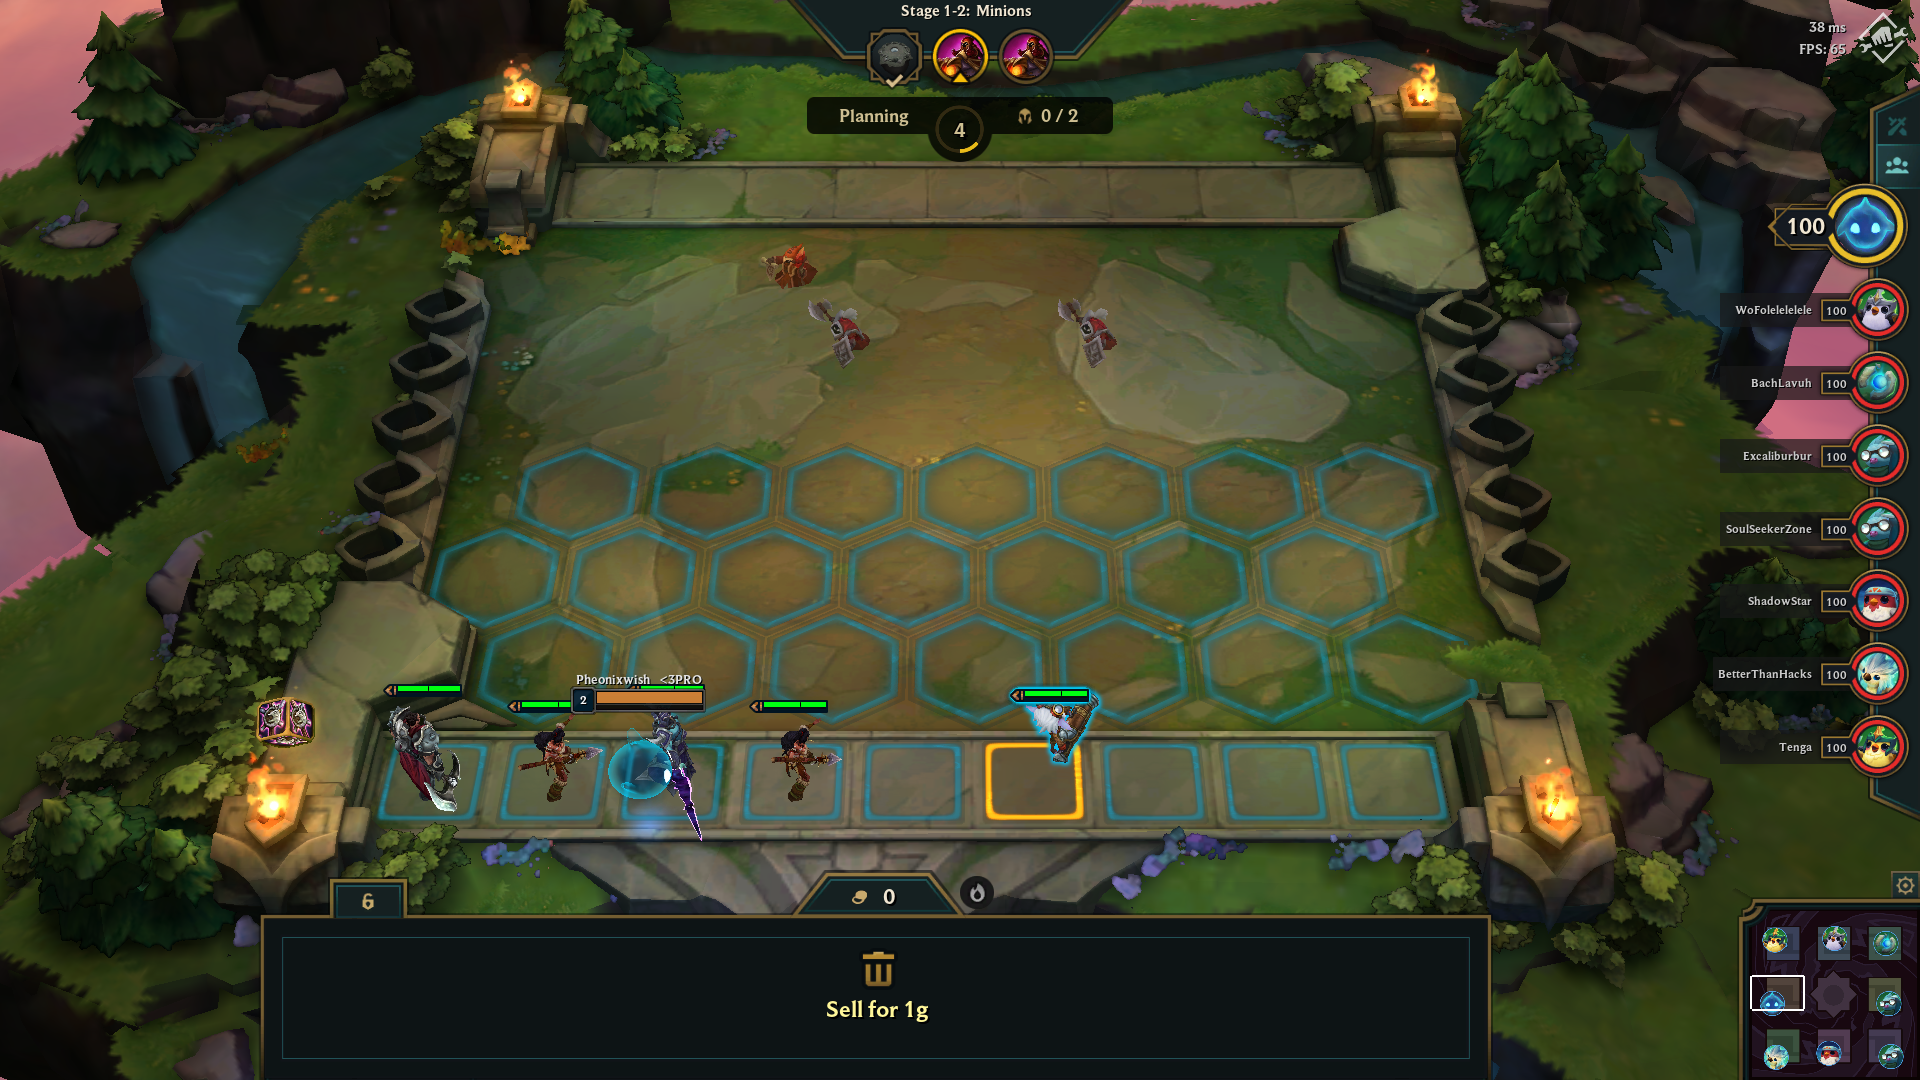 Stage 1-2: Minions
38 ms
FPS: 65
Planning
4
0 / 2
100
WoFolelelelele 100
BachLavuh 100
Excaliburbur 100
SoulSeekerZone 100
ShadowStar 100
BetterThanHacks 100
Tenga 100
Pheonixwish <3PRO
2
6
0
Sell for 1g